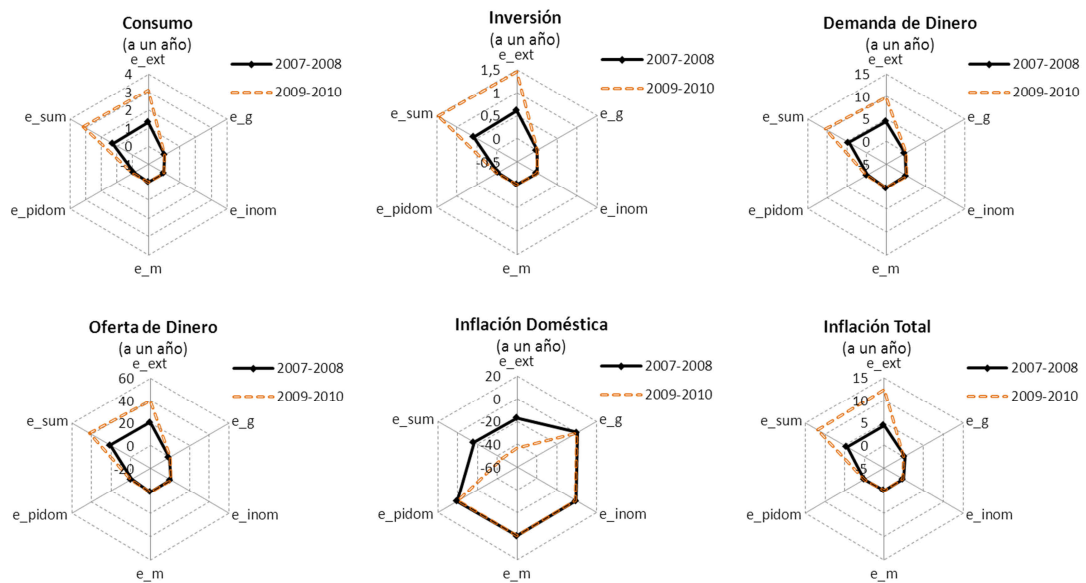 Consumo
(a un año)
e_ext
4
3
2
1
0
-1
e_sum
e_g
e_pidom
e_inom
e_m
2007-2008
2009-2010
Inversión
(a un año)
e_ext
1,5
1
0,5
0
-0,5
e_sum
e_g
e_pidom
e_inom
e_m
2007-2008
2009-2010
Demanda de Dinero
(a un año)
e_ext
15
10
5
0
-5
e_sum
e_g
e_pidom
e_inom
e_m
2007-2008
2009-2010
Oferta de Dinero
(a un año)
e_ext
60
40
20
0
-20
e_sum
e_g
e_pidom
e_inom
e_m
2007-2008
2009-2010
Inflación Doméstica
(a un año)
e_ext
20
0
-20
-40
-60
e_sum
e_g
e_pidom
e_inom
e_m
2007-2008
2009-2010
Inflación Total
(a un año)
e_ext
15
10
5
0
-5
e_sum
e_g
e_pidom
e_inom
e_m
2007-2008
2009-2010